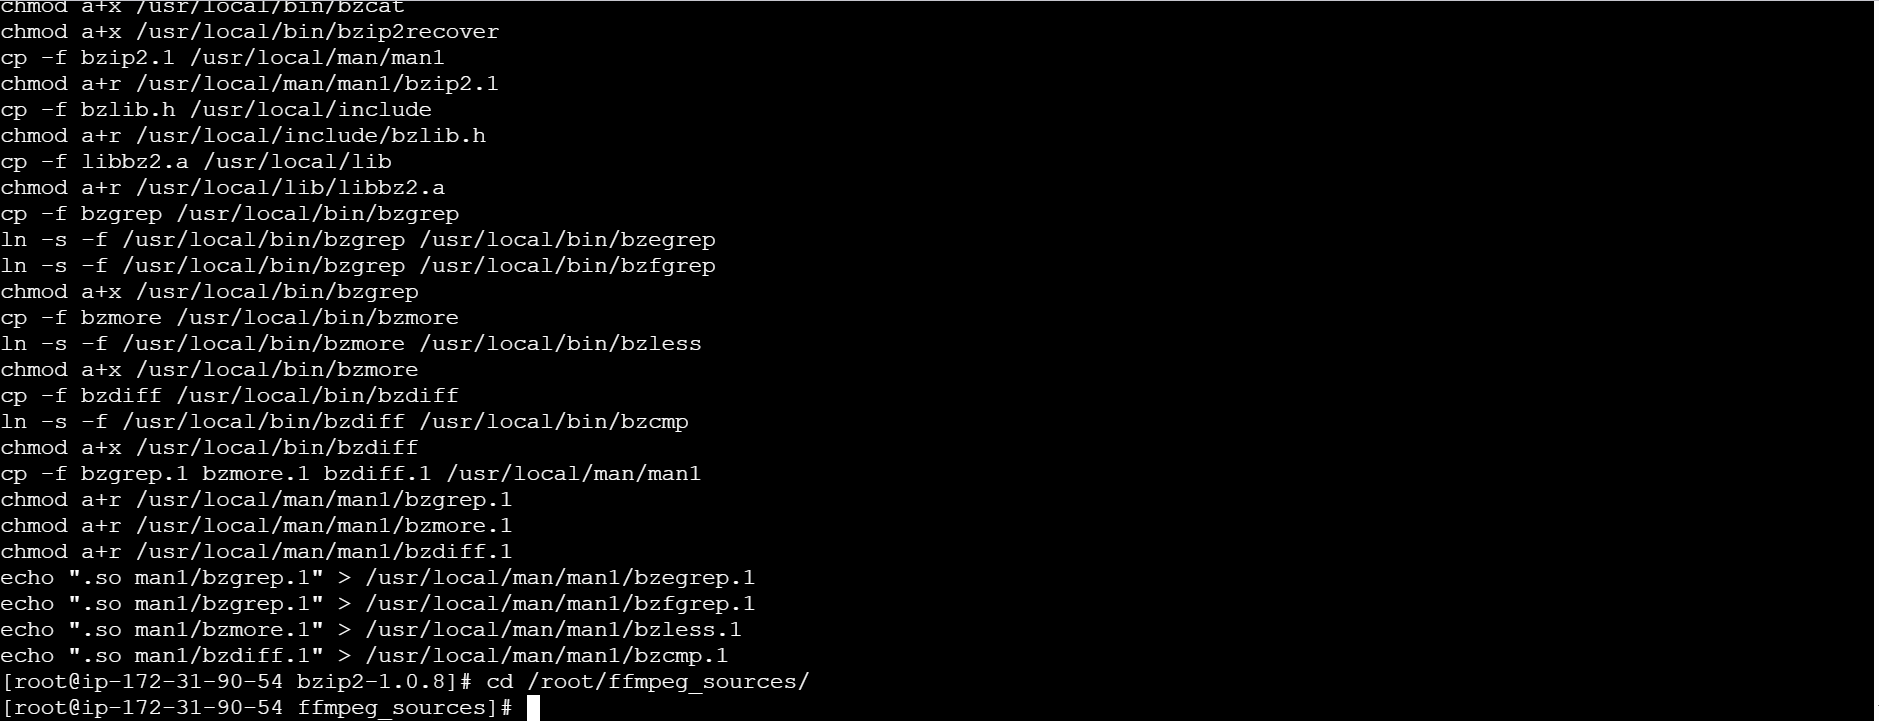 chmod a+x /usr/local/bin/bzcat
chmod a+x /usr/local/bin/bzip2recover
cp -f bzip2.1 /usr/local/man/man1
chmod a+r /usr/local/man/man1/bzip2.1
cp -f bzlib.h /usr/local/include
chmod a+r /usr/local/include/bzlib.h
cp -f libbz2.a /usr/local/lib
chmod a+r /usr/local/lib/libbz2.a
cp -f bzgrep /usr/local/bin/bzgrep
ln -s -f /usr/local/bin/bzgrep /usr/local/bin/bzegrep
ln -s -f /usr/local/bin/bzgrep /usr/local/bin/bzfgrep
chmod a+x /usr/local/bin/bzgrep
cp -f bzmore /usr/local/bin/bzmore
ln -s -f /usr/local/bin/bzmore /usr/local/bin/bzless
chmod a+x /usr/local/bin/bzmore
cp -f bzdiff /usr/local/bin/bzdiff
ln -s -f /usr/local/bin/bzdiff /usr/local/bin/bzcmp
chmod a+x /usr/local/bin/bzdiff
cp -f bzgrep.1 bzmore.1 bzdiff.1 /usr/local/man/man1
chmod a+r /usr/local/man/man1/bzgrep.1
chmod a+r /usr/local/man/man1/bzmore.1
chmod a+r /usr/local/man/man1/bzdiff.1
echo ".so man1/bzgrep.1" > /usr/local/man/man1/bzegrep.1
echo ".so man1/bzgrep.1" > /usr/local/man/man1/bzfgrep.1
echo ".so man1/bzmore.1" > /usr/local/man/man1/bzless.1
echo ".so man1/bzdiff.1" > /usr/local/man/man1/bzcmp.1
[root@ip-172-31-90-54 bzip2-1.0.8]# cd /root/ffmpeg_sources/
[root@ip-172-31-90-54 ffmpeg_sources]#